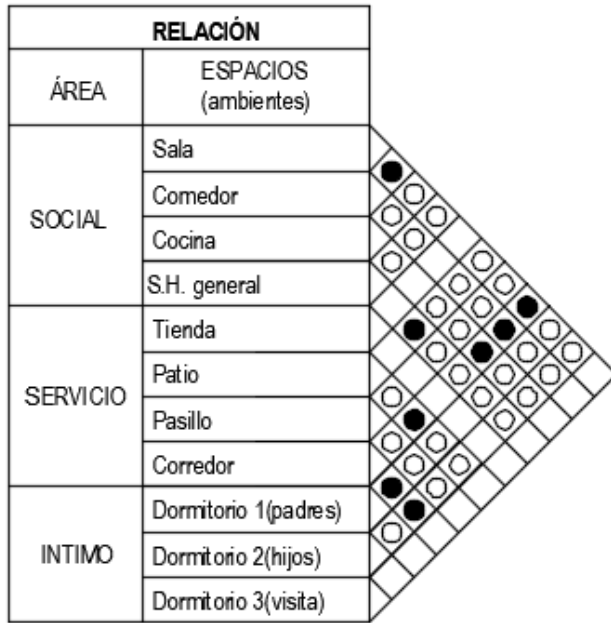 RELACIÓN
ÁREA
ESPACIOS
(ambientes)
SOCIAL
Sala
Comedor
Cocina
S.H. general
SERVICIO
Tienda
Patio
Pasillo
Corredor
INTIMO
Dormitorio 1(padres)
Dormitorio 2(hijos)
Dormitorio 3(visita)